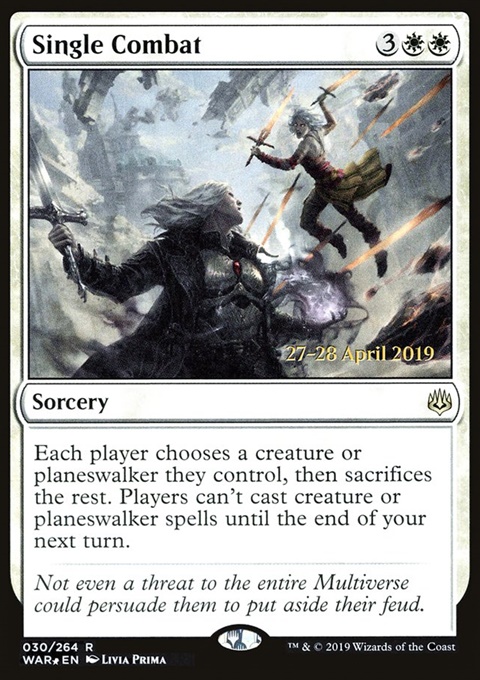 Single Combat 3
27–28 April 2019
Sorcery
Each player chooses a creature or
planeswalker they control, then sacrifices
the rest. Players can't cast creature or
planeswalker spells until the end of your
next turn.
Not even a threat to the entire Multiverse
could persuade them to put aside their feud.
030/264 R
WAR★EN LIVIA PRIMA
™ & © 2019 Wizards of the Coast